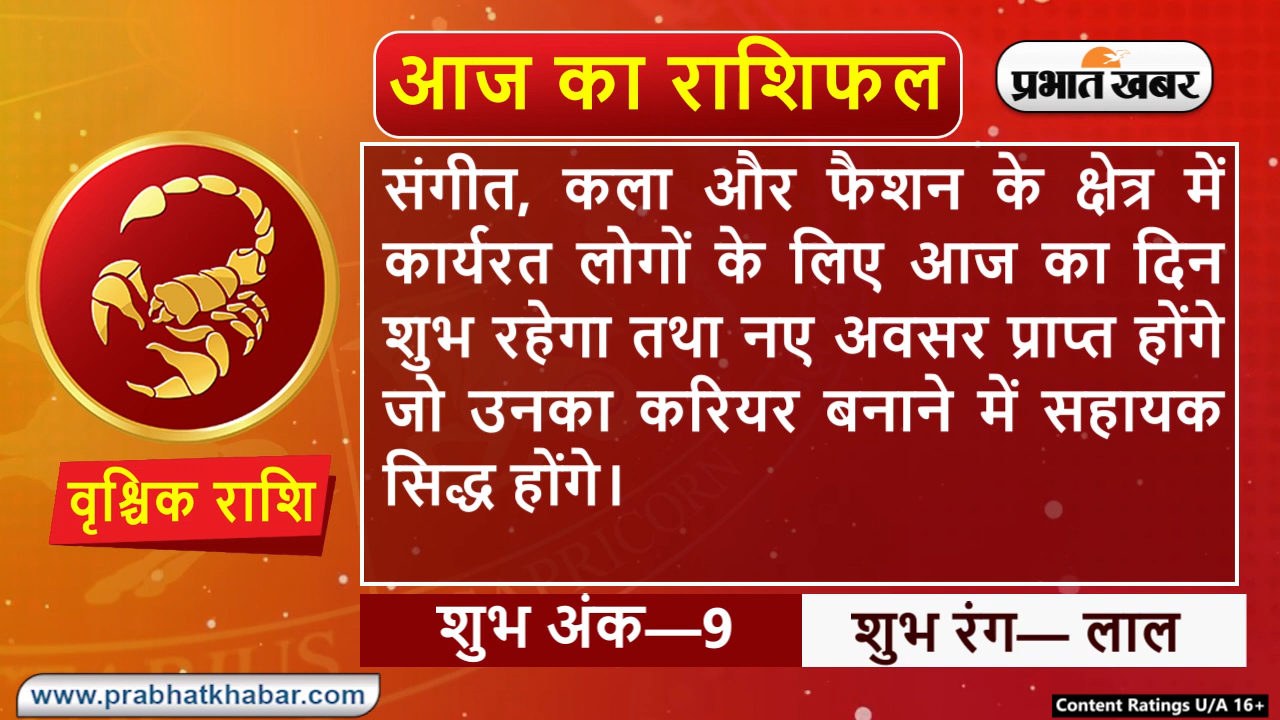 आज का राशिफल
प्रभात खबर
संगीत, कला और फैशन के क्षेत्र में
कार्यरत लोगों के लिए आज का दिन
शुभ रहेगा तथा नए अवसर प्राप्त होंगे
जो उनका करियर बनाने में सहायक
सिद्ध होंगे।
वृश्चिक राशि
शुभ अंक—9
शुभ रंग— लाल
www.prabhatkhabar.com
Content Ratings U/A 16+
CAPRICORN